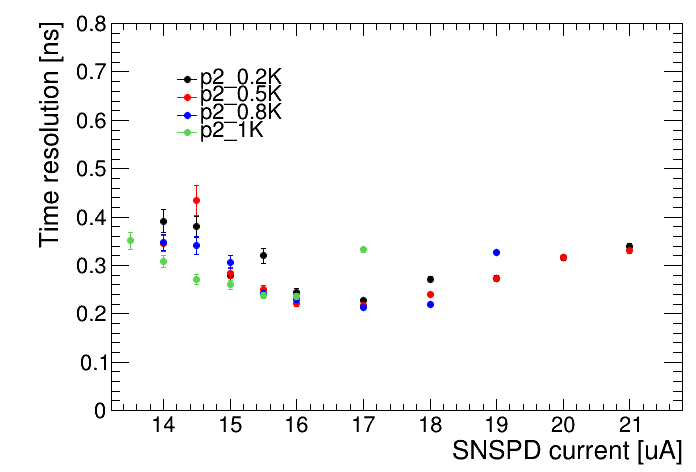 Time resolution [ns]
0.8
0.7
0.6
0.5
0.4
0.3
0.2
0.1
0
p2_0.2K
p2_0.5K
p2_0.8K
p2_1K
14 15 16 17 18 19 20 21
SNSPD current [uA]